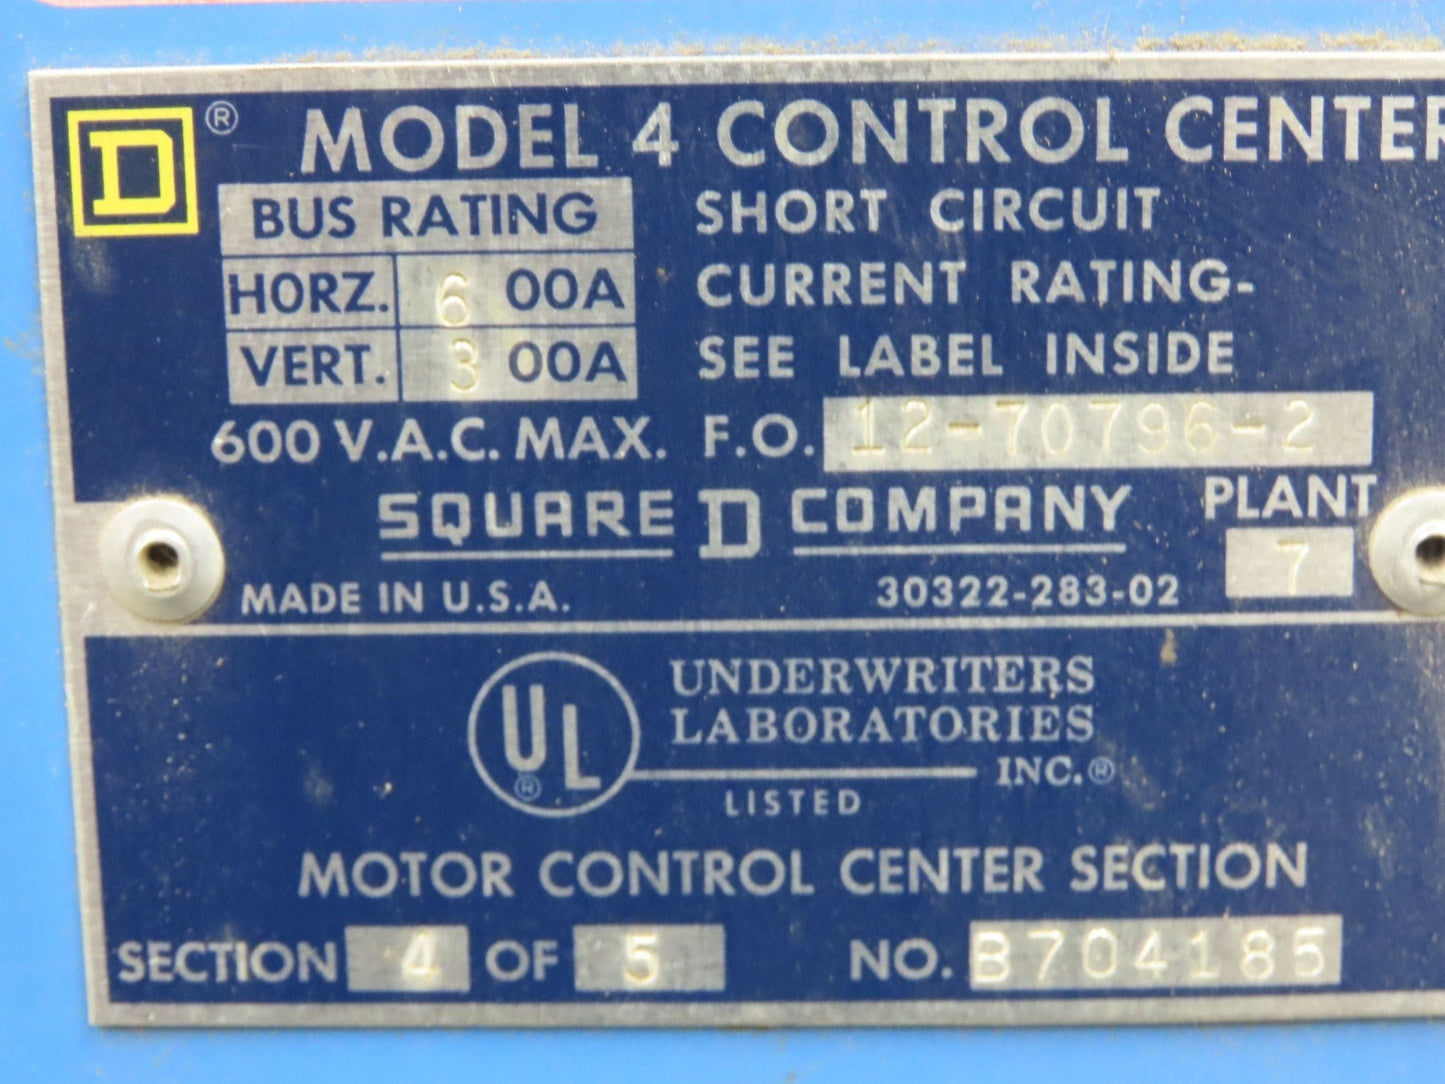 D ® MODEL 4 CONTROL CENTER
BUS RATING
HORZ. 600A
VERT. 300A
600 V.A.C. MAX.
SHORT CIRCUIT
CURRENT RATING-
SEE LABEL INSIDE
F.O. 12-70796-2
SQUARE D COMPANY
PLANT
7
MADE IN U.S.A.
30322-283-02
UL®
UNDERWRITERS
LABORATORIES
INC.®
LISTED
MOTOR CONTROL CENTER SECTION
SECTION 4 OF 5 NO. B704185